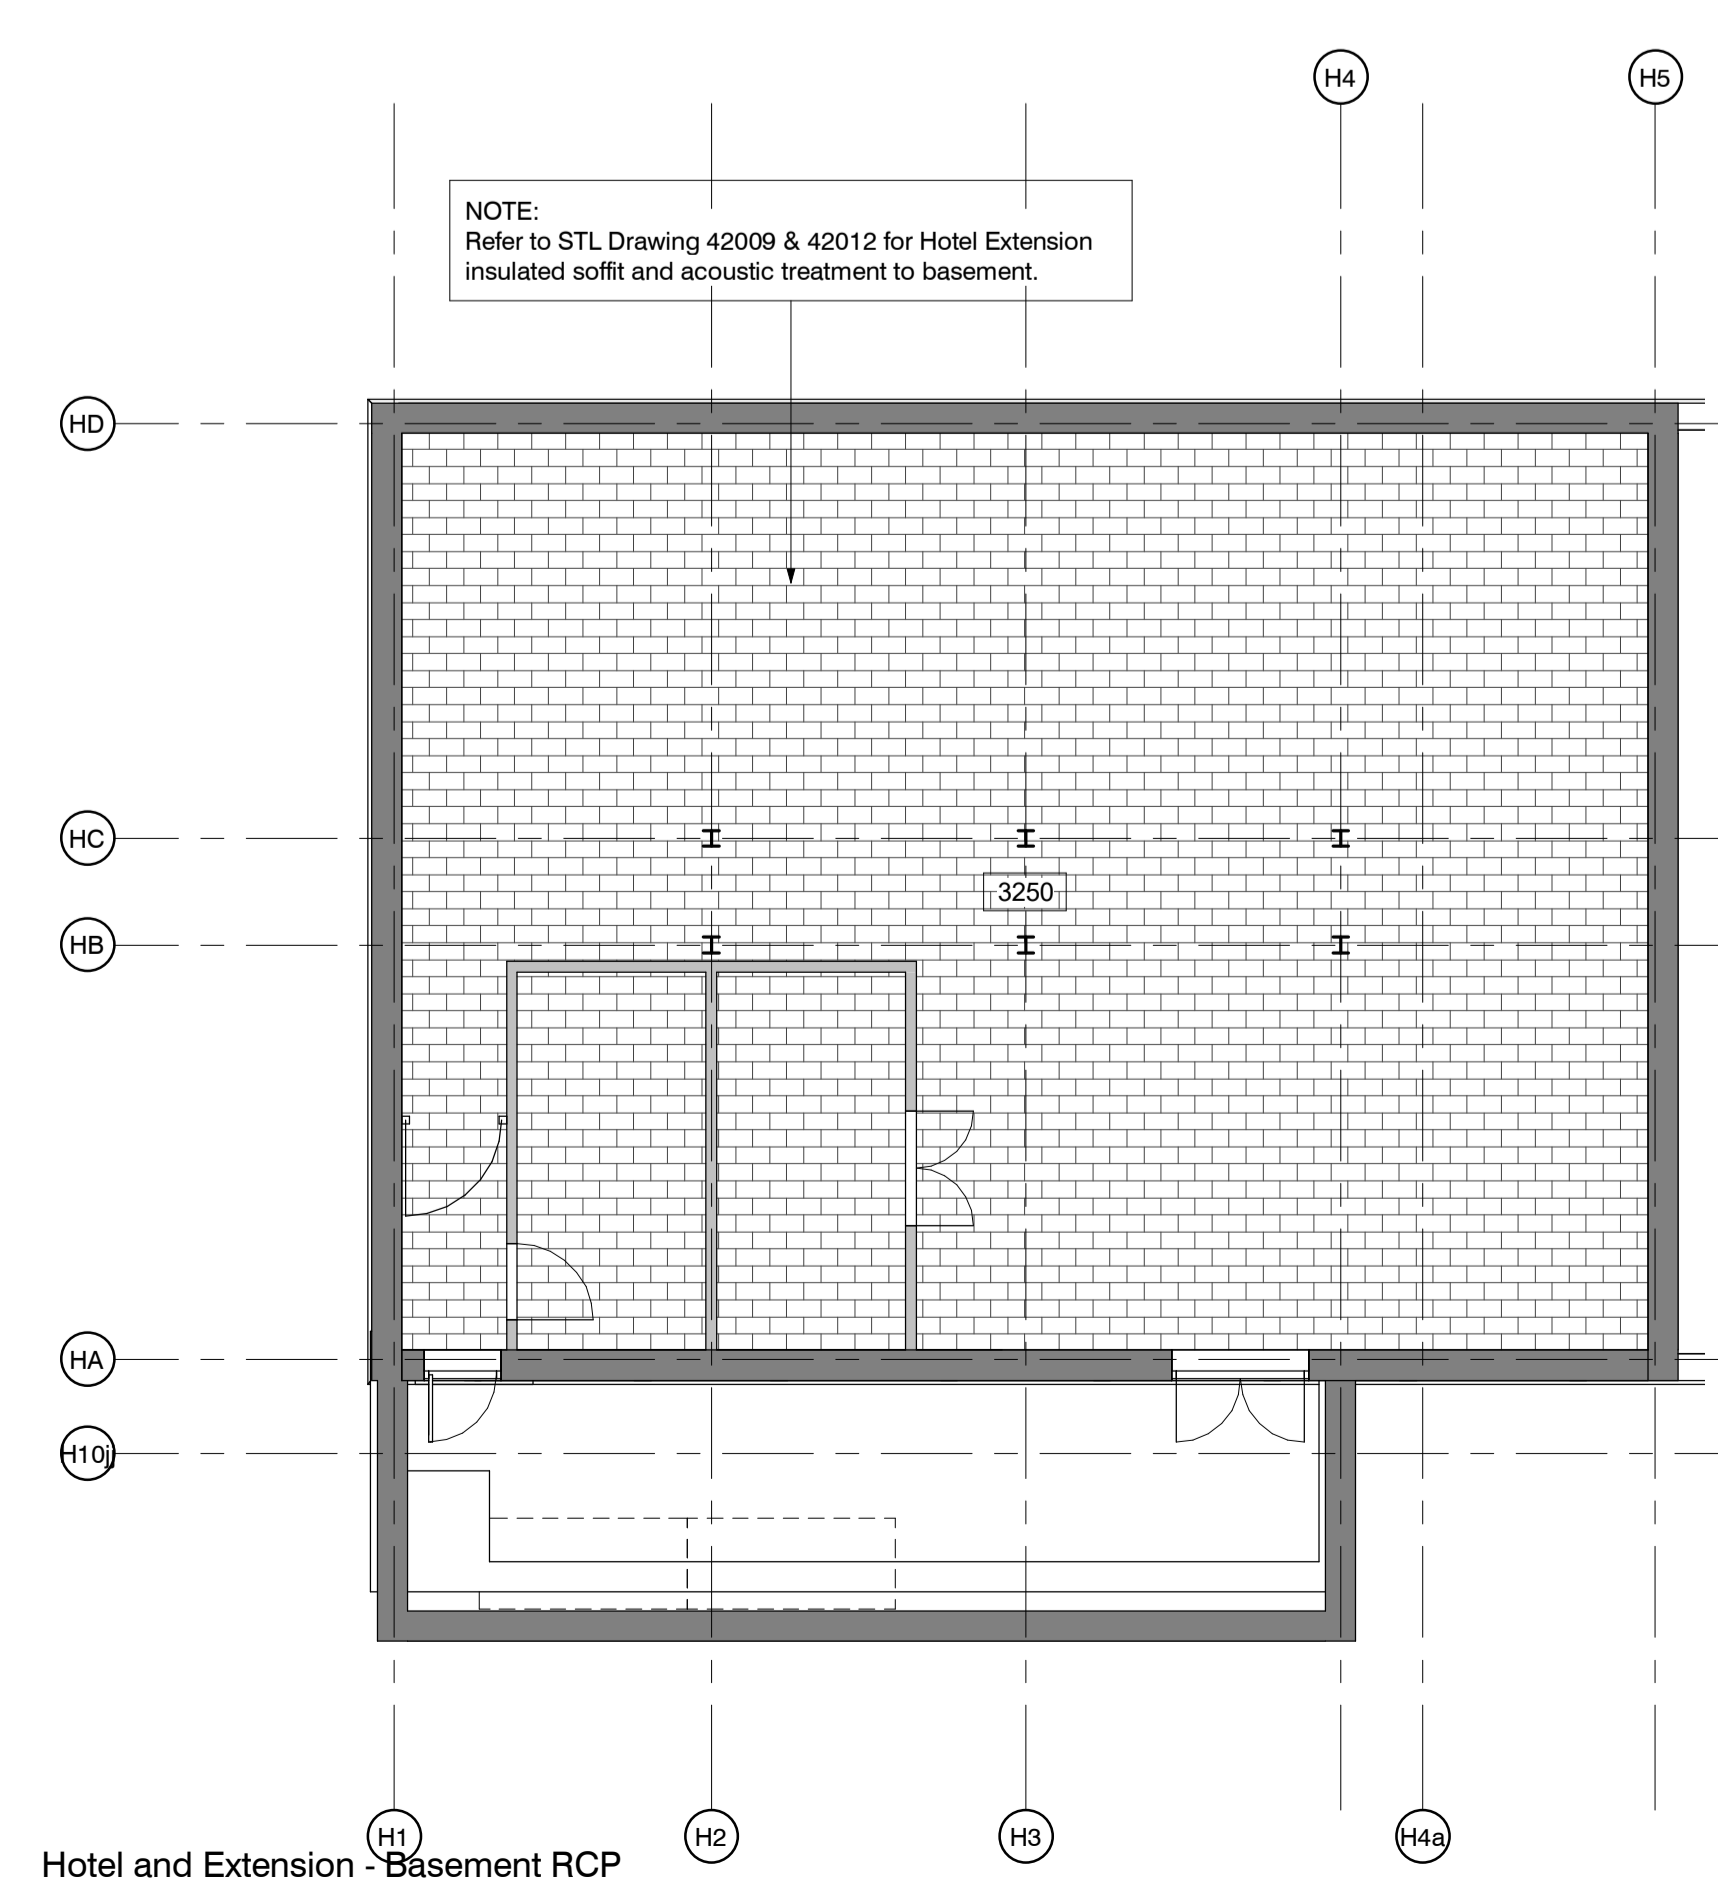 H4 H5
NOTE:
Refer to STL Drawing 42009 & 42012 for Hotel Extension
insulated soffit and acoustic treatment to basement.
HD
HC
3250
HB
HA
H10jj
H1 H2 H3 H4a
Hotel and Extension - Basement RCP